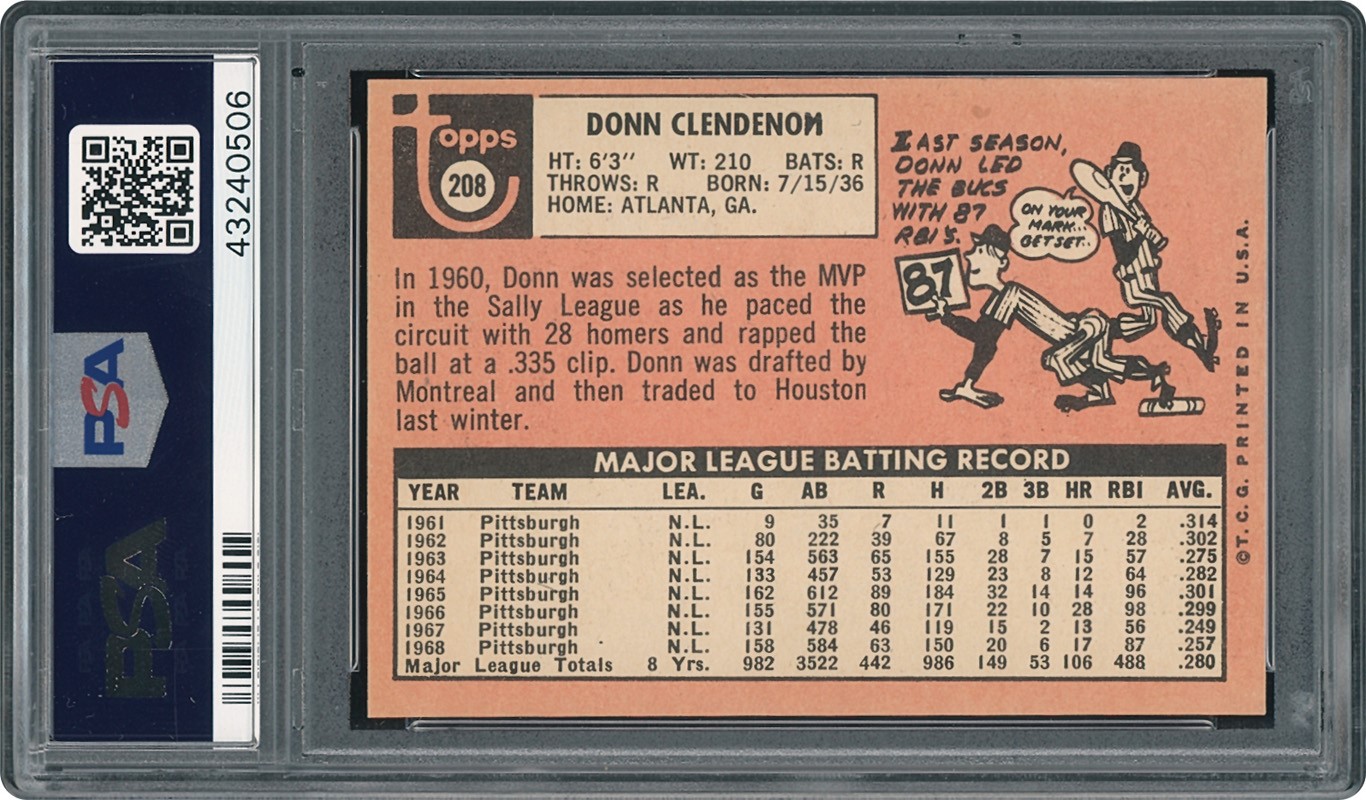 43240506
PSA
PSA
Topps
208
DONN CLENDENON
HT: 6'3" WT: 210 BATS: R
THROWS: R BORN: 7/15/36
HOME: ATLANTA, GA.
In 1960, Donn was selected as the MVP
in the Sally League as he paced the
circuit with 28 homers and rapped the
ball at a .335 clip. Donn was drafted by
Montreal and then traded to Houston
last winter.
LAST SEASON,
DONN LED
THE BUCS
WITH 87
RBI'S.
ON YOUR
MARK...
GET SET..
87
MAJOR LEAGUE BATTING RECORD
YEAR TEAM LEA. G AB R H 2B 3B HR RBI AVG.
1961 Pittsburgh N.L. 9 35 7 11 1 1 0 2 .314
1962 Pittsburgh N.L. 80 222 39 67 8 5 7 28 .302
1963 Pittsburgh N.L. 154 563 65 155 28 7 15 57 .275
1964 Pittsburgh N.L. 133 457 53 129 23 8 12 64 .282
1965 Pittsburgh N.L. 162 612 89 184 32 14 14 96 .301
1966 Pittsburgh N.L. 155 571 80 171 22 10 28 98 .299
1967 Pittsburgh N.L. 131 478 46 119 15 2 13 56 .249
1968 Pittsburgh N.L. 158 584 63 150 20 6 17 87 .257
Major League Totals 8 Yrs. 982 3522 442 986 149 53 106 488 .280
©T.C.G. PRINTED IN U.S.A.